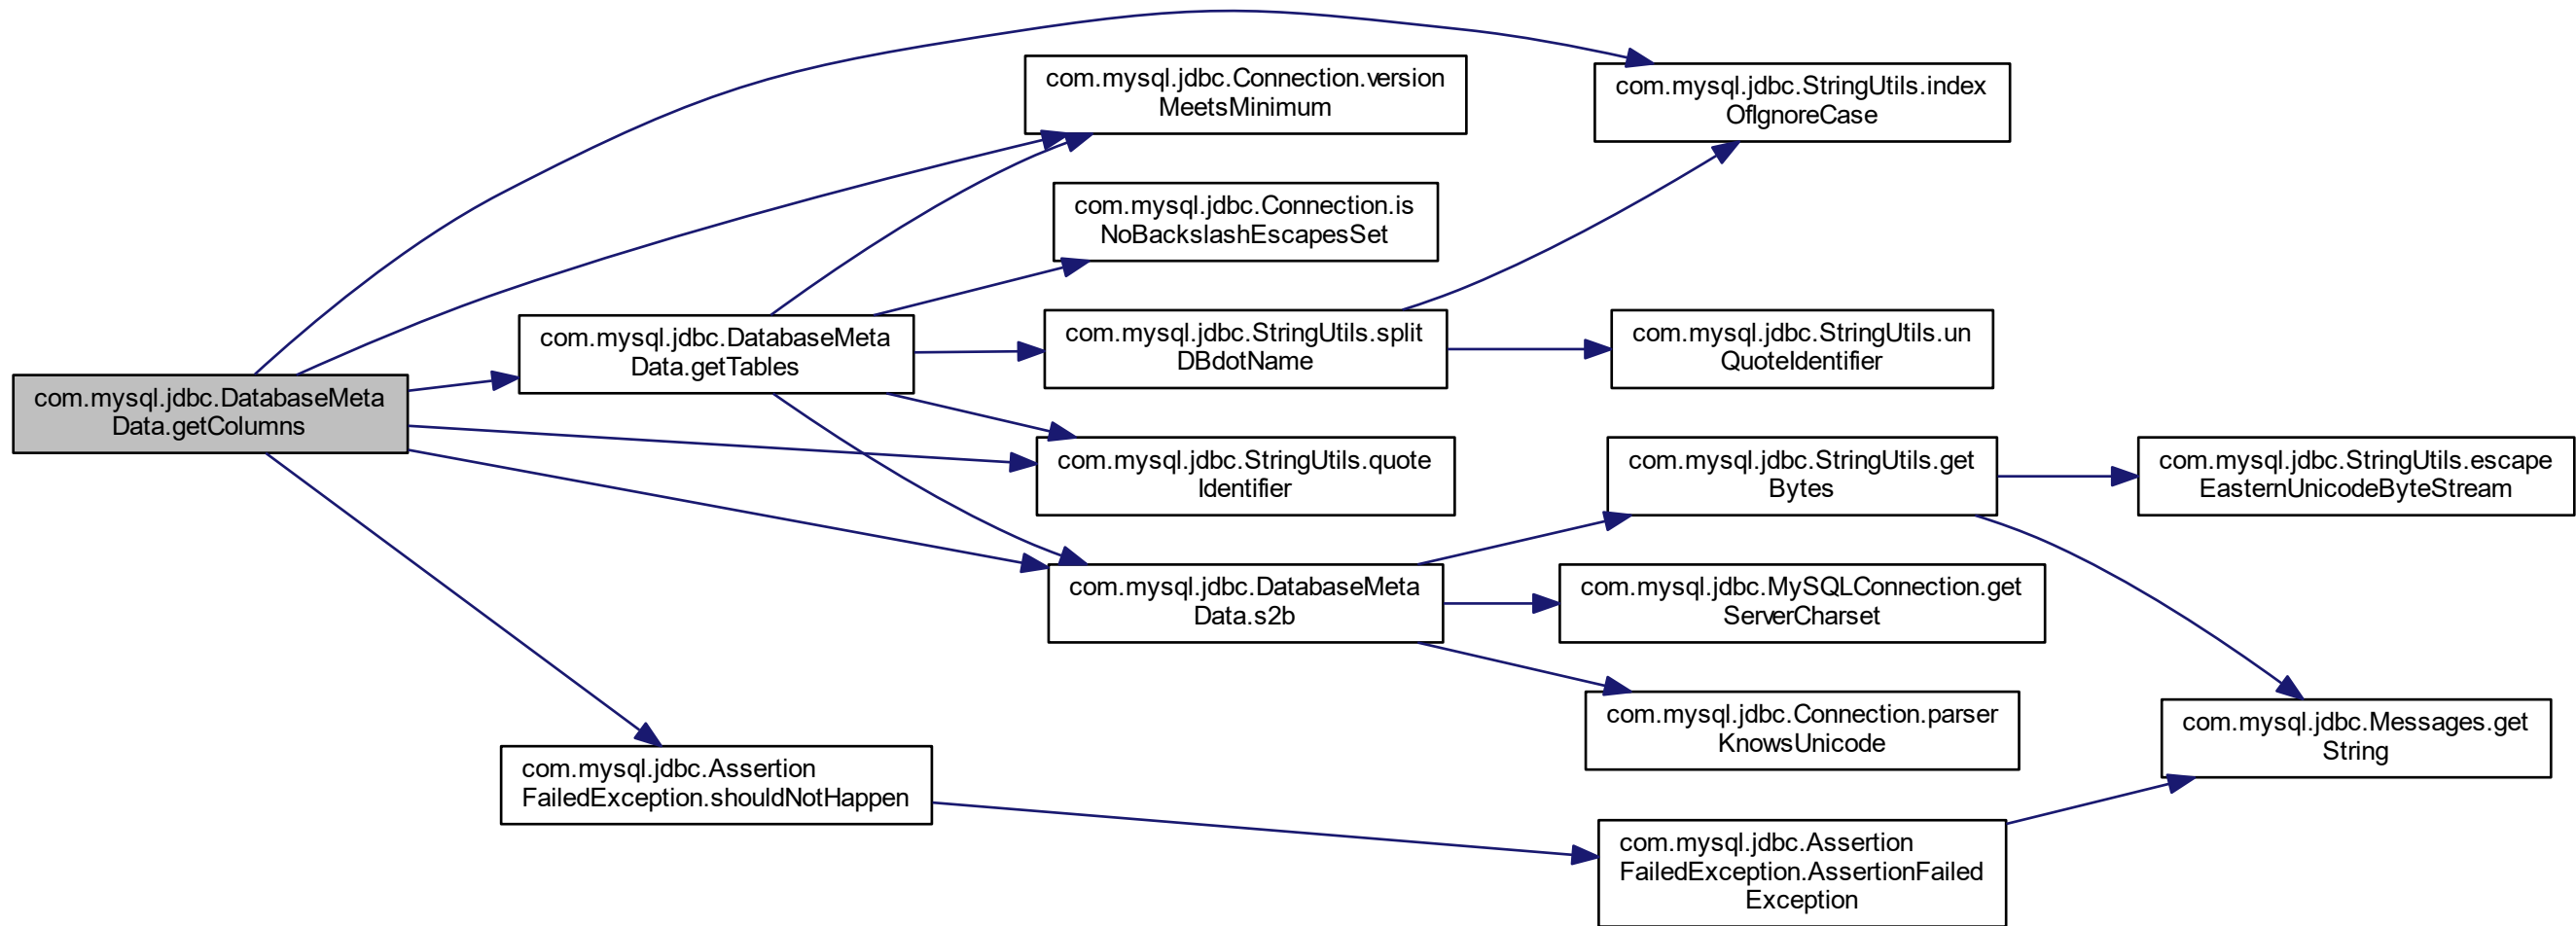 com.mysql.jdbc.DatabaseMeta
Data.getColumns
com.mysql.jdbc.DatabaseMeta
Data.getTables
com.mysql.jdbc.Assertion
FailedException.shouldNotHappen
com.mysql.jdbc.Connection.version
MeetsMinimum
com.mysql.jdbc.Connection.is
NoBackslashEscapesSet
com.mysql.jdbc.StringUtils.split
DBdotName
com.mysql.jdbc.StringUtils.quote
Identifier
com.mysql.jdbc.DatabaseMeta
Data.s2b
com.mysql.jdbc.StringUtils.index
OfIgnoreCase
com.mysql.jdbc.StringUtils.un
QuoteIdentifier
com.mysql.jdbc.StringUtils.get
Bytes
com.mysql.jdbc.MySQLConnection.get
ServerCharset
com.mysql.jdbc.Connection.parser
KnowsUnicode
com.mysql.jdbc.Assertion
FailedException.AssertionFailed
Exception
com.mysql.jdbc.StringUtils.escape
EasternUnicodeByteStream
com.mysql.jdbc.Messages.get
String